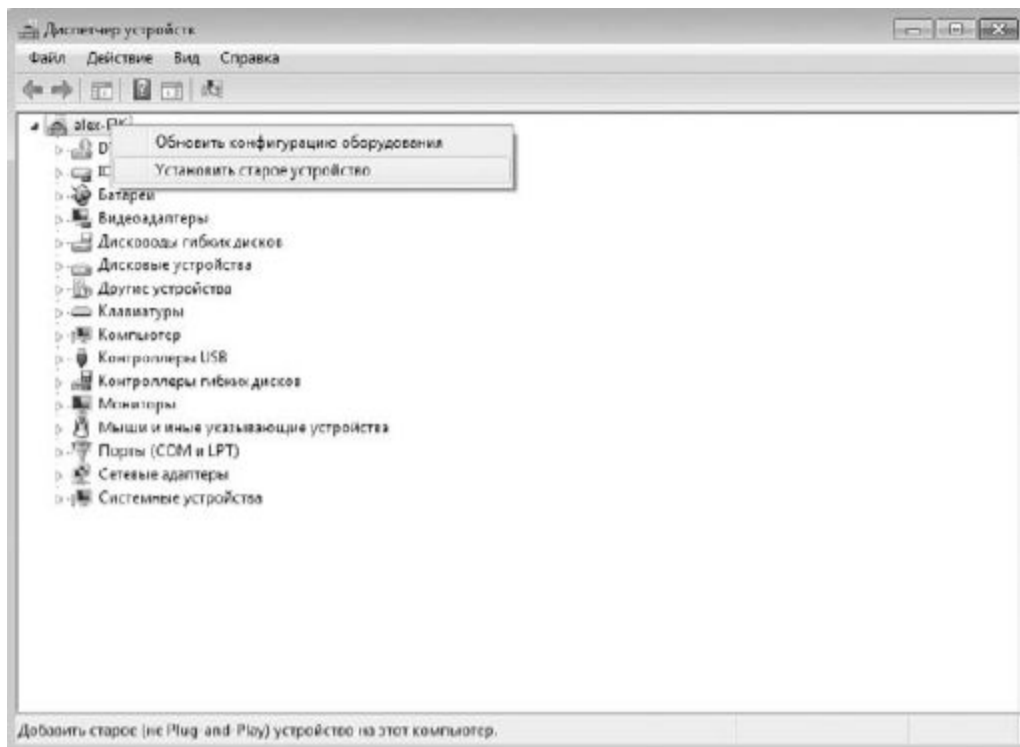 Диспетчер устройств
Файл Действие Вид Справка
alex-ПК
Обновить конфигурацию оборудования
D
Установить старое устройство
ID
Батареи
Видеоадаптеры
Дисководы гибких дисков
Дисковые устройства
Другие устройства
Клавиатуры
Компьютер
Контроллеры USB
Контроллеры гибких дисков
Мониторы
Мыши и иные указывающие устройства
Порты (COM и LPT)
Сетевые адаптеры
Системные устройства
Добавить старое (не Plug-and-Play) устройство на этот компьютер.